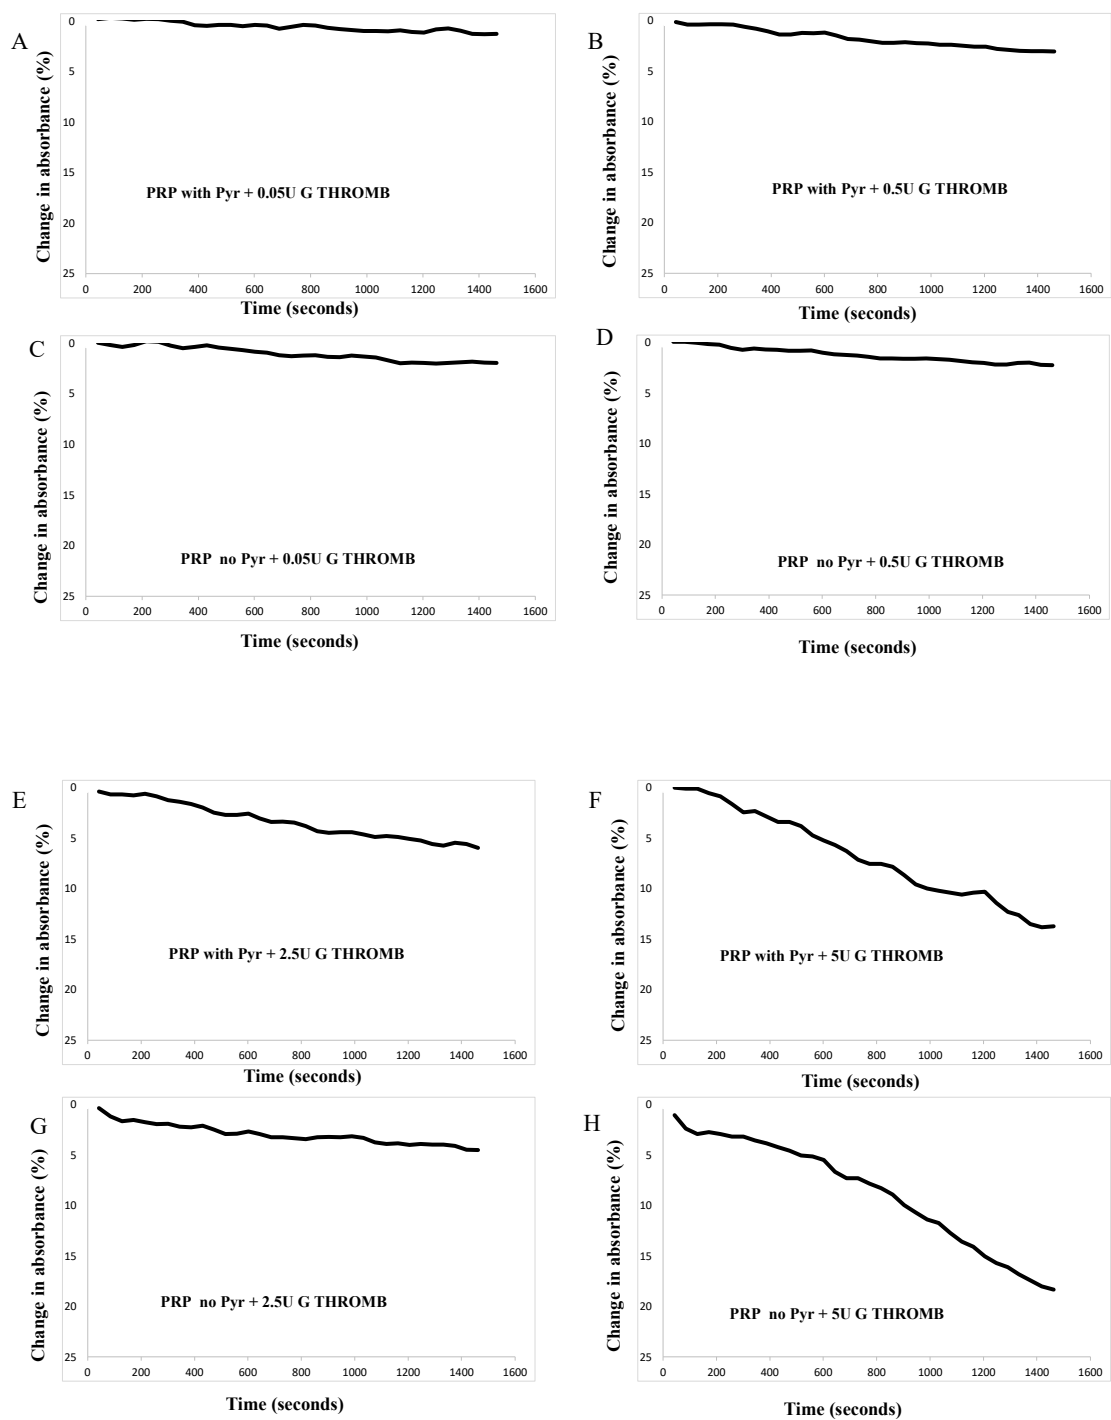 A
Change in absorbance (%)
0
5
10
15
20
25
PRP with Pyr + 0.05U G THROMB
0 200 400 600 800 1000 1200 1400 1600
Time (seconds)
B
Change in absorbance (%)
0
5
10
15
20
25
PRP with Pyr + 0.5U G THROMB
0 200 400 600 800 1000 1200 1400 1600
Time (seconds)
C
Change in absorbance (%)
0
5
10
15
20
25
PRP no Pyr + 0.05U G THROMB
0 200 400 600 800 1000 1200 1400 1600
Time (seconds)
D
Change in absorbance (%)
0
5
10
15
20
25
PRP no Pyr + 0.5U G THROMB
0 200 400 600 800 1000 1200 1400 1600
Time (seconds)
E
Change in absorbance (%)
0
5
10
15
20
25
PRP with Pyr + 2.5U G THROMB
0 200 400 600 800 1000 1200 1400 1600
Time (seconds)
F
Change in absorbance (%)
0
5
10
15
20
25
PRP with Pyr + 5U G THROMB
0 200 400 600 800 1000 1200 1400 1600
Time (seconds)
G
Change in absorbance (%)
0
5
10
15
20
25
PRP no Pyr + 2.5U G THROMB
0 200 400 600 800 1000 1200 1400 1600
Time (seconds)
H
Change in absorbance (%)
0
5
10
15
20
25
PRP no Pyr + 5U G THROMB
0 200 400 600 800 1000 1200 1400 1600
Time (seconds)